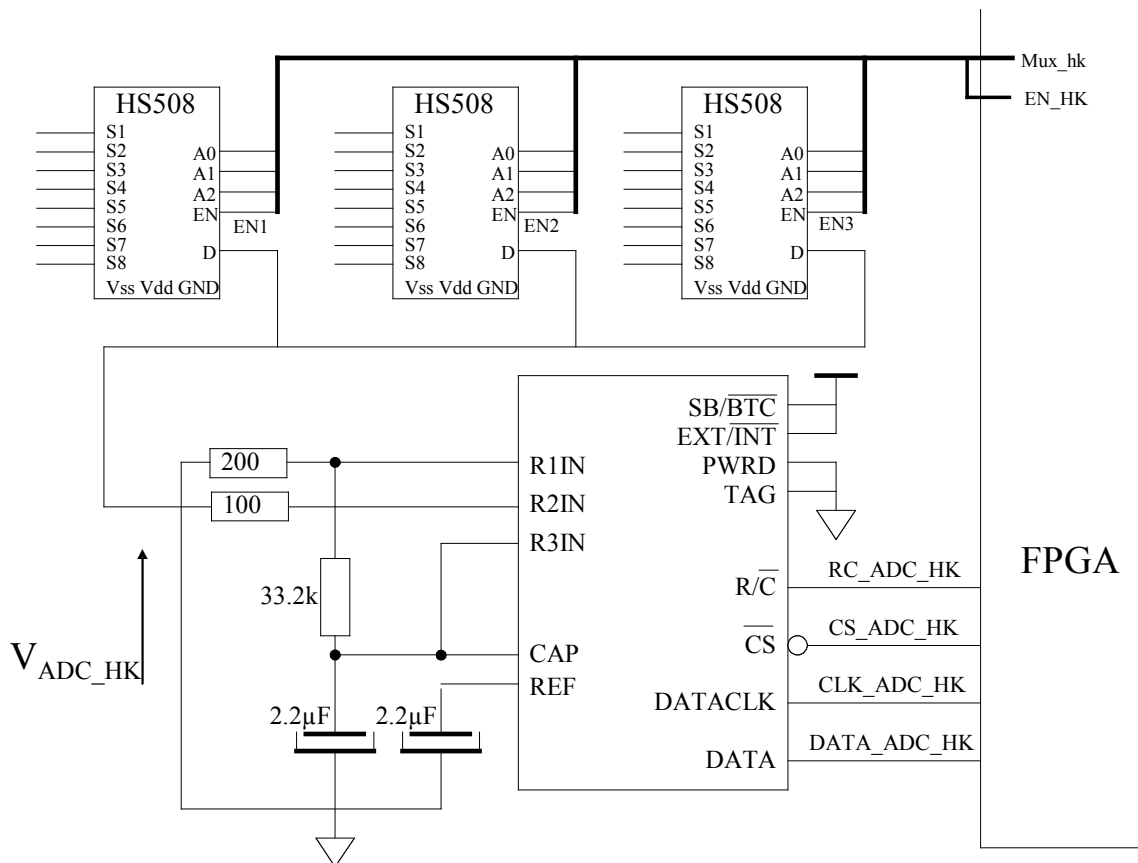 Mux_hk
EN_HK
HS508
S1
S2
S3
S4
S5
S6
S7
S8
A0
A1
A2
EN
D
Vss Vdd GND
EN1
HS508
S1
S2
S3
S4
S5
S6
S7
S8
A0
A1
A2
EN
D
Vss Vdd GND
EN2
HS508
S1
S2
S3
S4
S5
S6
S7
S8
A0
A1
A2
EN
D
Vss Vdd GND
EN3
200
100
33.2k
VADC_HK
2.2µF
2.2µF
R1IN
R2IN
R3IN
CAP
REF
SB/BTC
EXT/INT
PWRD
TAG
R/C
CS
DATACLK
DATA
RC_ADC_HK
CS_ADC_HK
CLK_ADC_HK
DATA_ADC_HK
FPGA